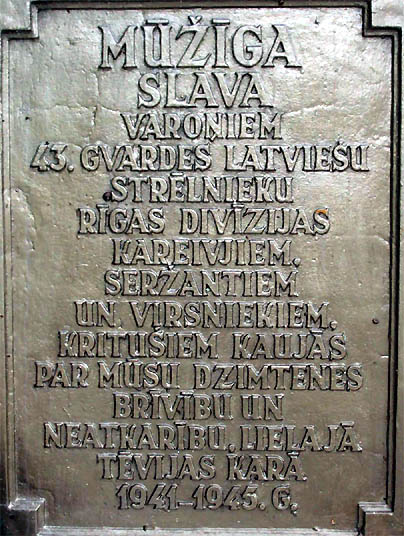 MŪŽĪGA
SLAVA
VAROŅIEM
43. GVARDES LATVIEŠU
STRĒLNIEKU
RĪGAS DIVĪZIJAS
KAREIVJIEM,
SERŽANTIEM
UN VIRSNIEKIEM,
KRITUŠIEM KAUJĀS
PAR MŪSU DZIMTENES
BRĪVĪBU UN
NEATKARĪBU, LIELAJĀ
TĒVIJAS KARĀ
1941–1945. G.